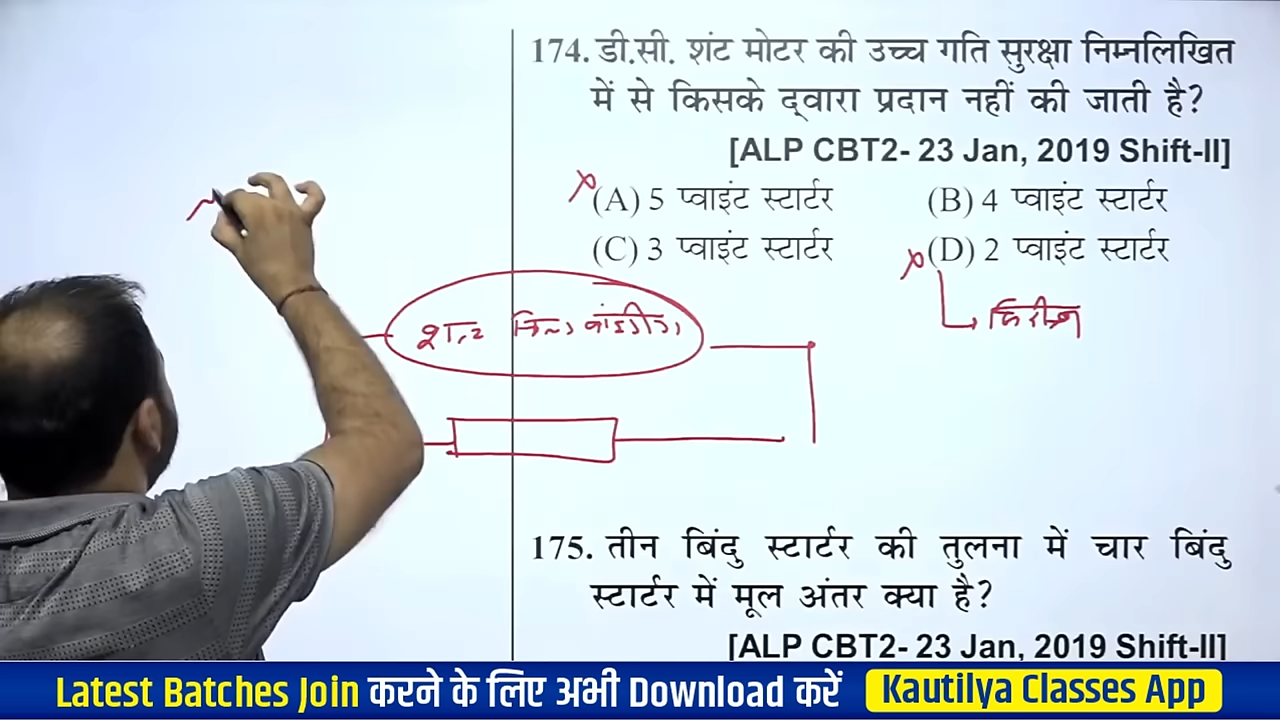 174. डी.सी. शंट मोटर की उच्च गति सुरक्षा निम्नलिखित
में से किसके द्वारा प्रदान नहीं की जाती है?
[ALP CBT2- 23 Jan, 2019 Shift-II]
(A) 5 प्वाइंट स्टार्टर (B) 4 प्वाइंट स्टार्टर
(C) 3 प्वाइंट स्टार्टर (D) 2 प्वाइंट स्टार्टर
175. तीन बिंदु स्टार्टर की तुलना में चार बिंदु
स्टार्टर में मूल अंतर क्या है?
[ALP CBT2- 23 Jan, 2019 Shift-II]
Latest Batches Join करने के लिए अभी Download करें Kautilya Classes App